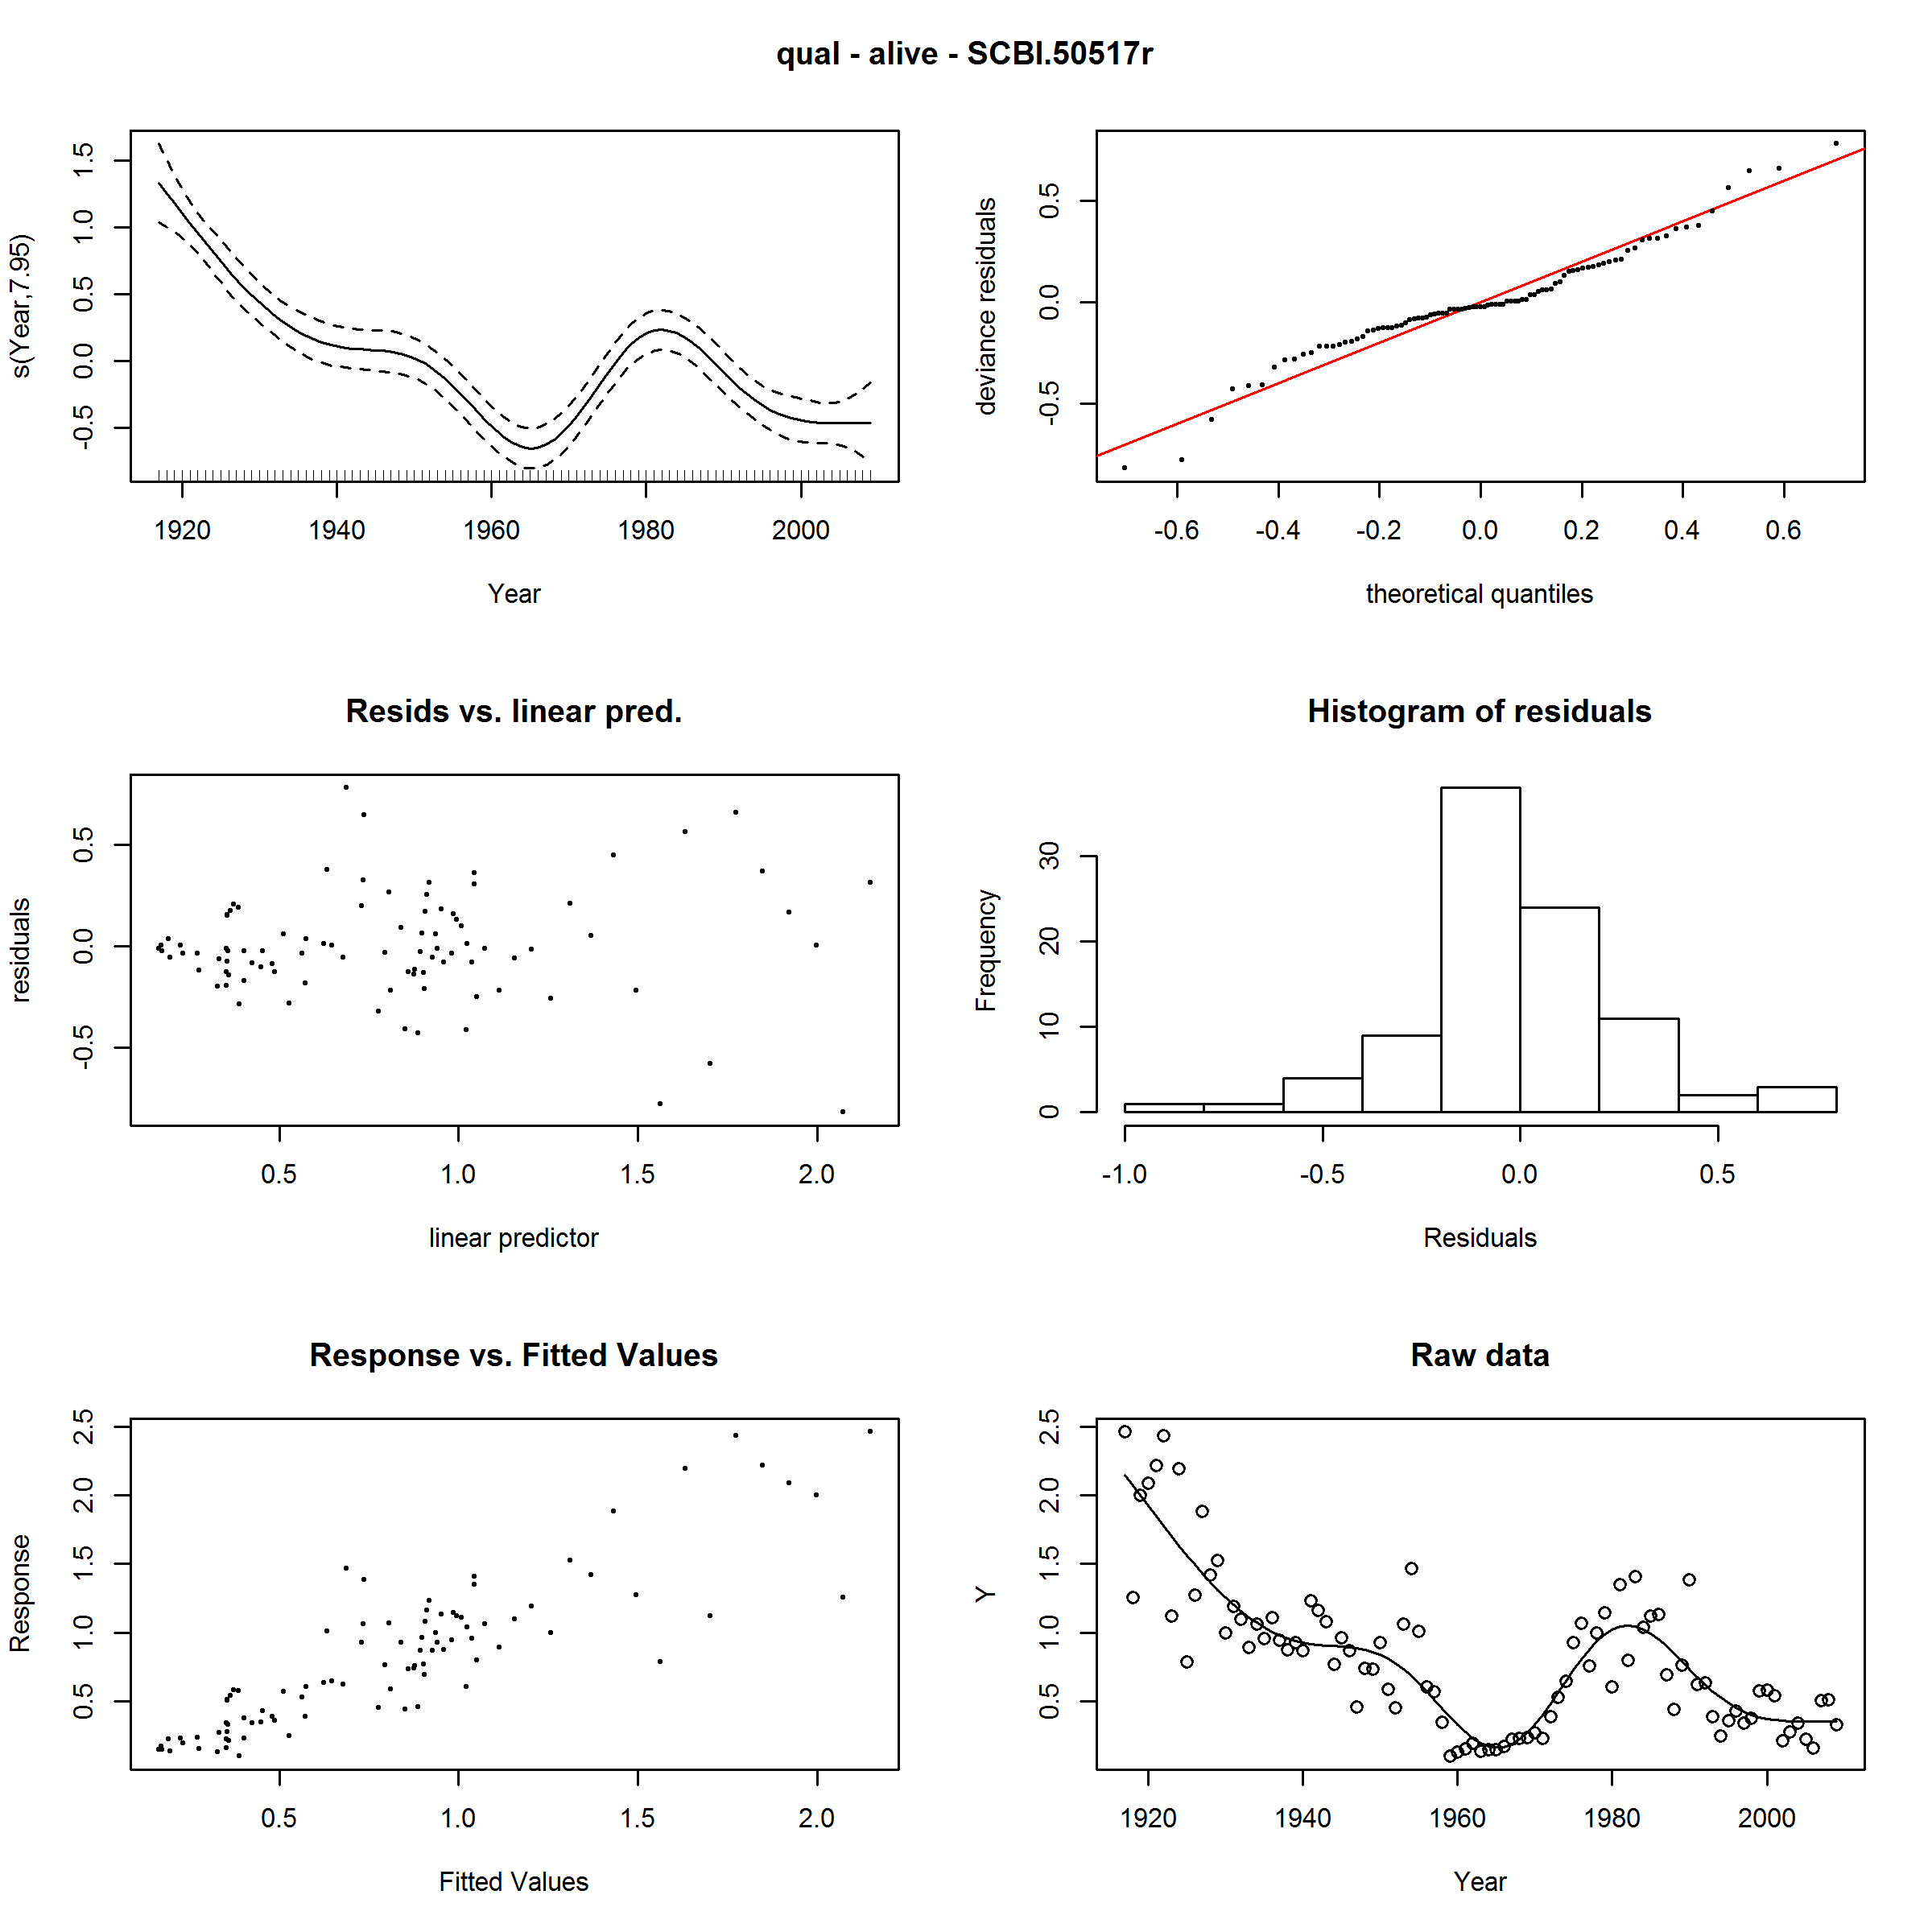 qual - alive - SCBI.50517r
s(Year,7.95)
-0.5 0.0 0.5 1.0 1.5
1920 1940 1960 1980 2000
Year
deviance residuals
-0.5 0.0 0.5
-0.6 -0.4 -0.2 0.0 0.2 0.4 0.6
theoretical quantiles
Resids vs. linear pred.
residuals
-0.5 0.0 0.5
0.5 1.0 1.5 2.0
linear predictor
Histogram of residuals
Frequency
0 10 20 30
-1.0 -0.5 0.0 0.5
Residuals
Response vs. Fitted Values
Response
0.5 1.0 1.5 2.0 2.5
0.5 1.0 1.5 2.0
Fitted Values
Raw data
Y
0.5 1.0 1.5 2.0 2.5
1920 1940 1960 1980 2000
Year